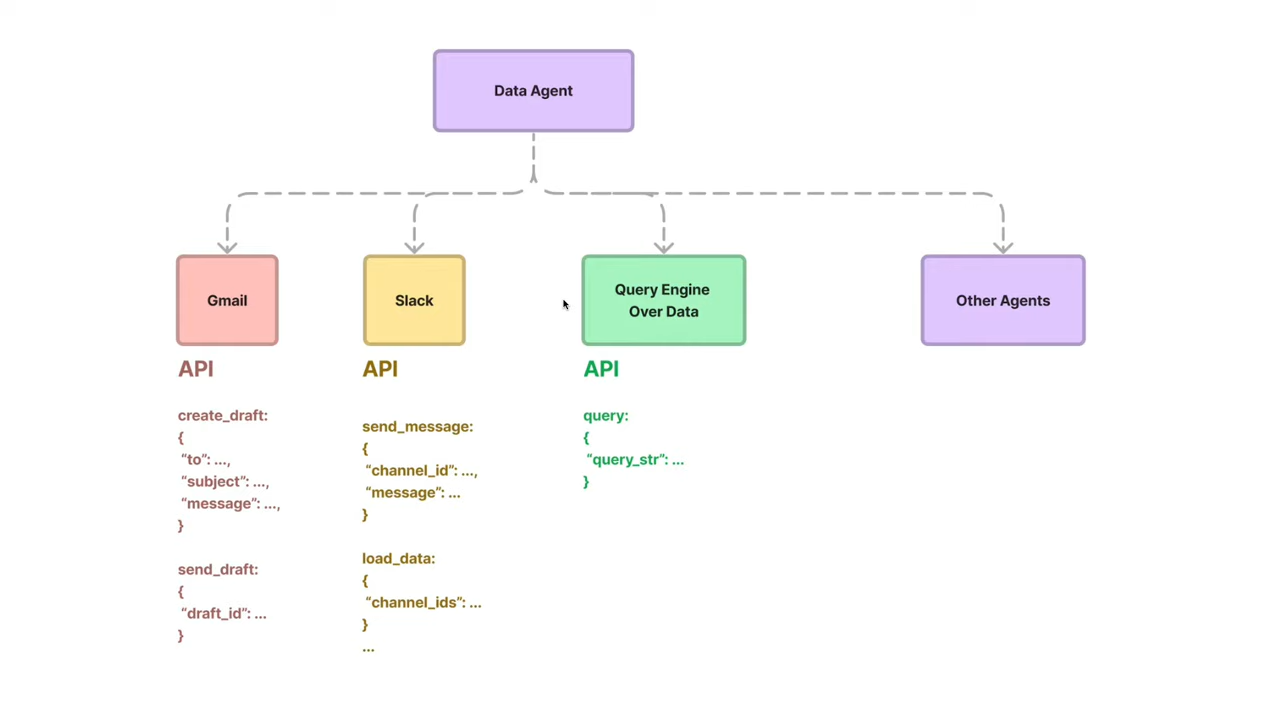 Data Agent
Gmail
Slack
Query Engine
Over Data
Other Agents
API
create_draft:
{
“to”: ...,
“subject”: ...,
“message”: ...,
}
send_draft:
{
“draft_id”: ...
}
API
send_message:
{
“channel_id”: ...,
“message”: ...
}
load_data:
{
“channel_ids”: ...
}
...
API
query:
{
“query_str”: ...
}